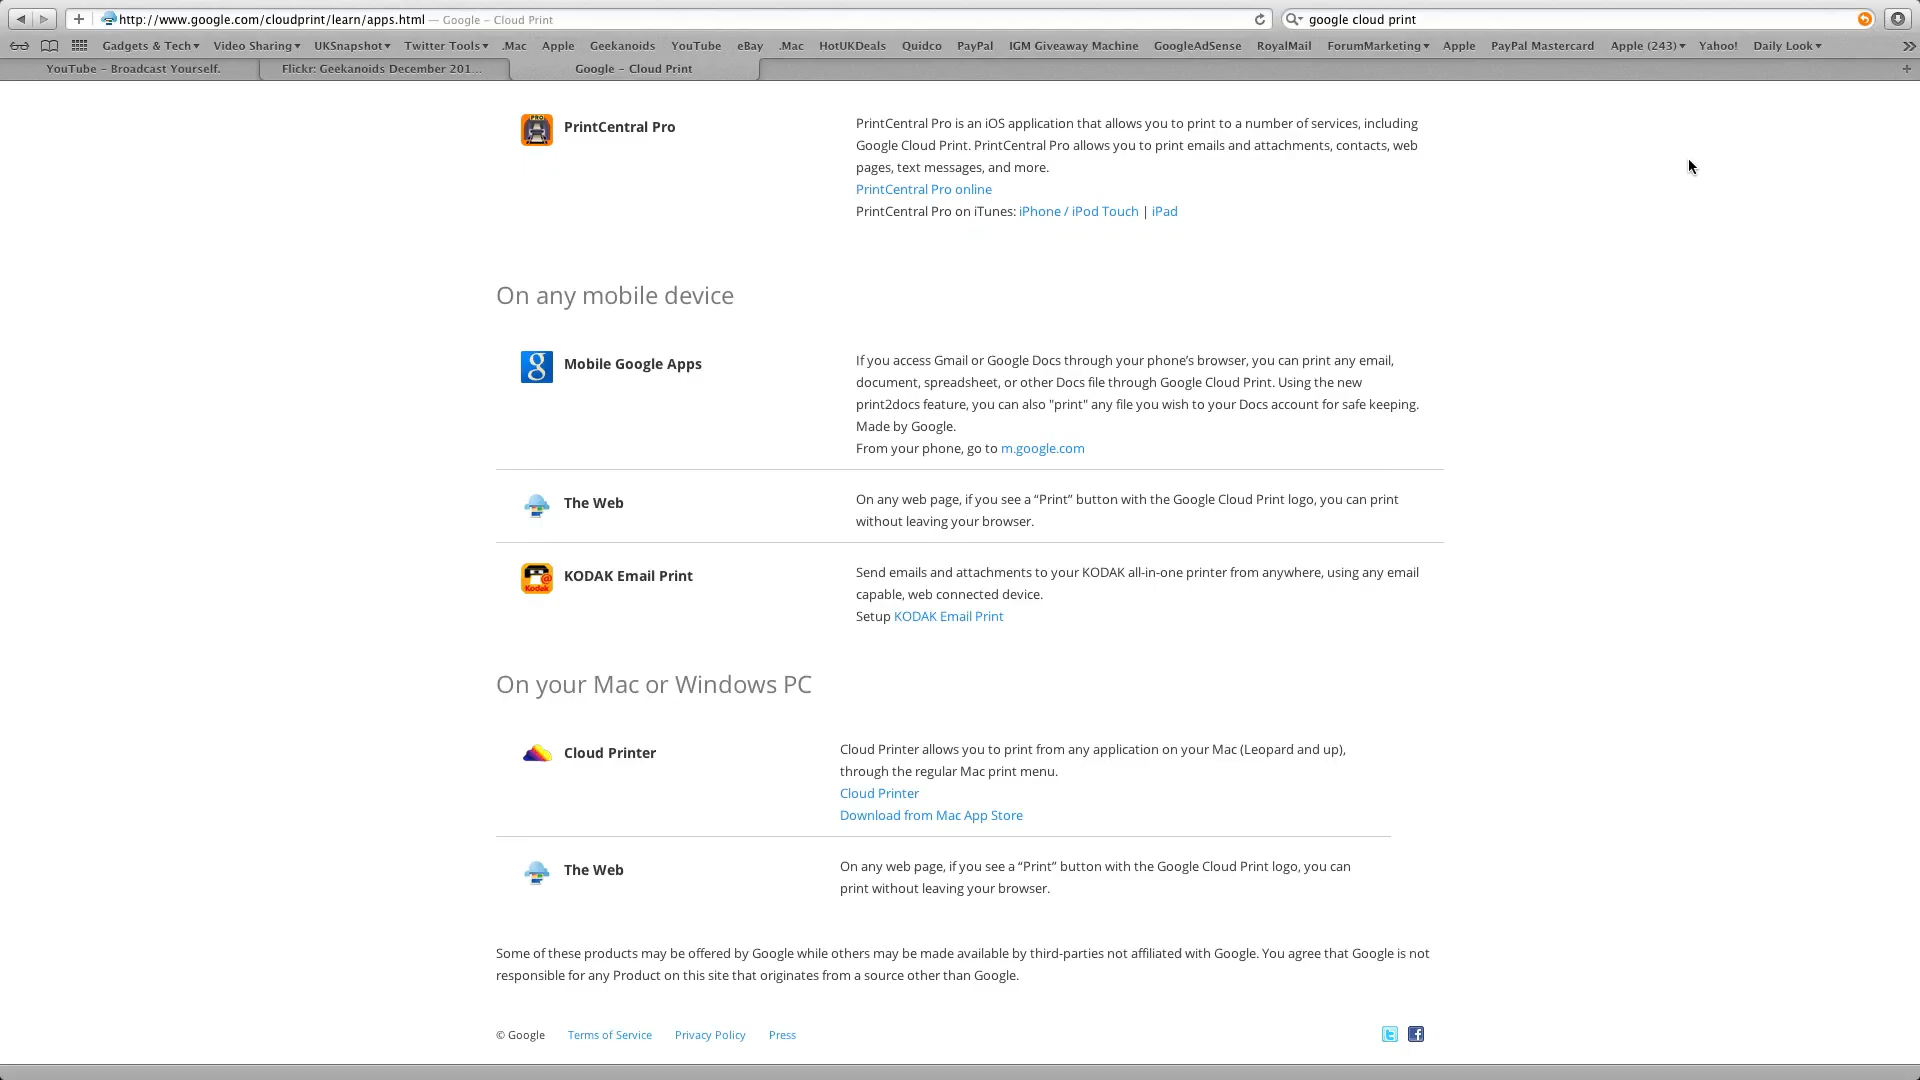 http://www.google.com/cloudprint/learn/apps.html — Google – Cloud Print
google cloud print
Gadgets & Tech Video Sharing UKSnapshot Twitter Tools .Mac Apple Geekanoids YouTube eBay .Mac HotUKDeals Quidco PayPal IGM Giveaway Machine GoogleAdSense RoyalMail ForumMarketing Apple PayPal Mastercard Apple (243) Yahoo! Daily Look
YouTube – Broadcast Yourself. Flickr: Geekanoids December 201... Google – Cloud Print
PrintCentral Pro
PrintCentral Pro is an iOS application that allows you to print to a number of services, including
Google Cloud Print. PrintCentral Pro allows you to print emails and attachments, contacts, web
pages, text messages, and more.
PrintCentral Pro online
PrintCentral Pro on iTunes: iPhone / iPod Touch | iPad
On any mobile device
Mobile Google Apps
If you access Gmail or Google Docs through your phone’s browser, you can print any email,
document, spreadsheet, or other Docs file through Google Cloud Print. Using the new
print2docs feature, you can also "print" any file you wish to your Docs account for safe keeping.
Made by Google.
From your phone, go to m.google.com
The Web
On any web page, if you see a “Print” button with the Google Cloud Print logo, you can print
without leaving your browser.
KODAK Email Print
Send emails and attachments to your KODAK all-in-one printer from anywhere, using any email
capable, web connected device.
Setup KODAK Email Print
On your Mac or Windows PC
Cloud Printer
Cloud Printer allows you to print from any application on your Mac (Leopard and up),
through the regular Mac print menu.
Cloud Printer
Download from Mac App Store
The Web
On any web page, if you see a “Print” button with the Google Cloud Print logo, you can
print without leaving your browser.
Some of these products may be offered by Google while others may be made available by third-parties not affiliated with Google. You agree that Google is not
responsible for any Product on this site that originates from a source other than Google.
© Google Terms of Service Privacy Policy Press